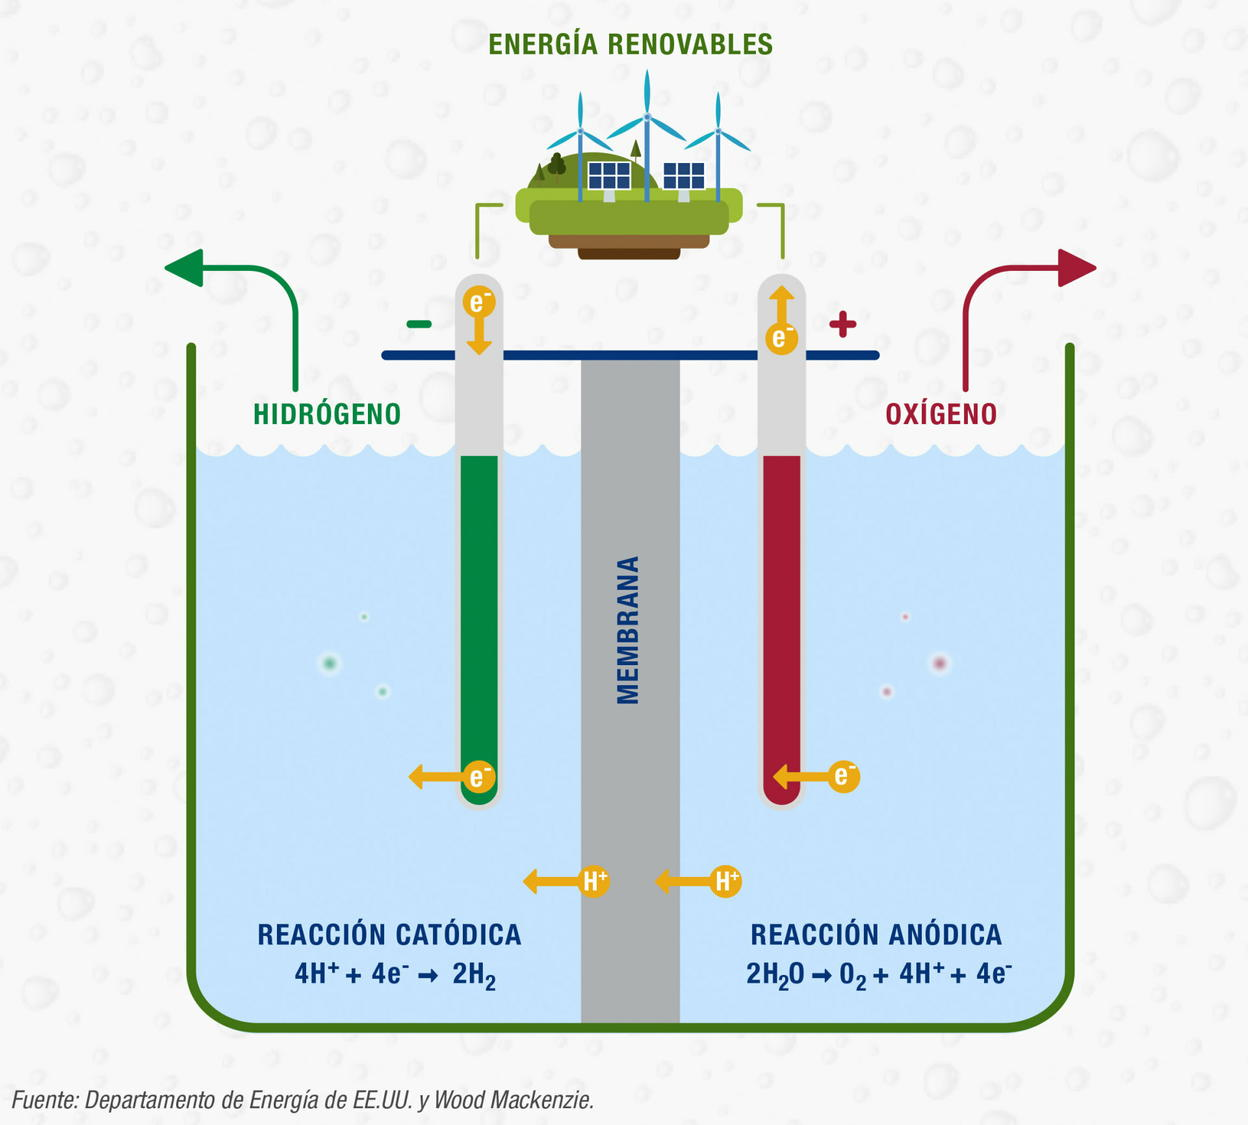 ENERGÍA RENOVABLES
e⁻
e⁻
-
+
HIDRÓGENO
OXÍGENO
MEMBRANA
e⁻
e⁻
H⁺
H⁺
REACCIÓN CATÓDICA
4H⁺ + 4e⁻ → 2H₂
REACCIÓN ANÓDICA
2H₂O → O₂ + 4H⁺ + 4e⁻
Fuente: Departamento de Energía de EE.UU. y Wood Mackenzie.